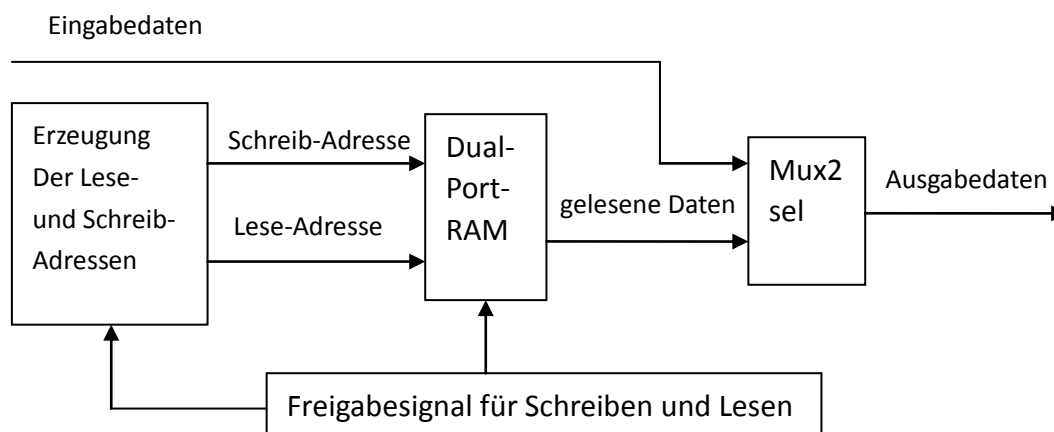 Eingabedaten
Erzeugung
Der Lese-
und Schreib-
Adressen
Schreib-Adresse
Lese-Adresse
Dual-
Port-
RAM
gelesene Daten
Mux2
sel
Ausgabedaten
Freigabesignal für Schreiben und Lesen